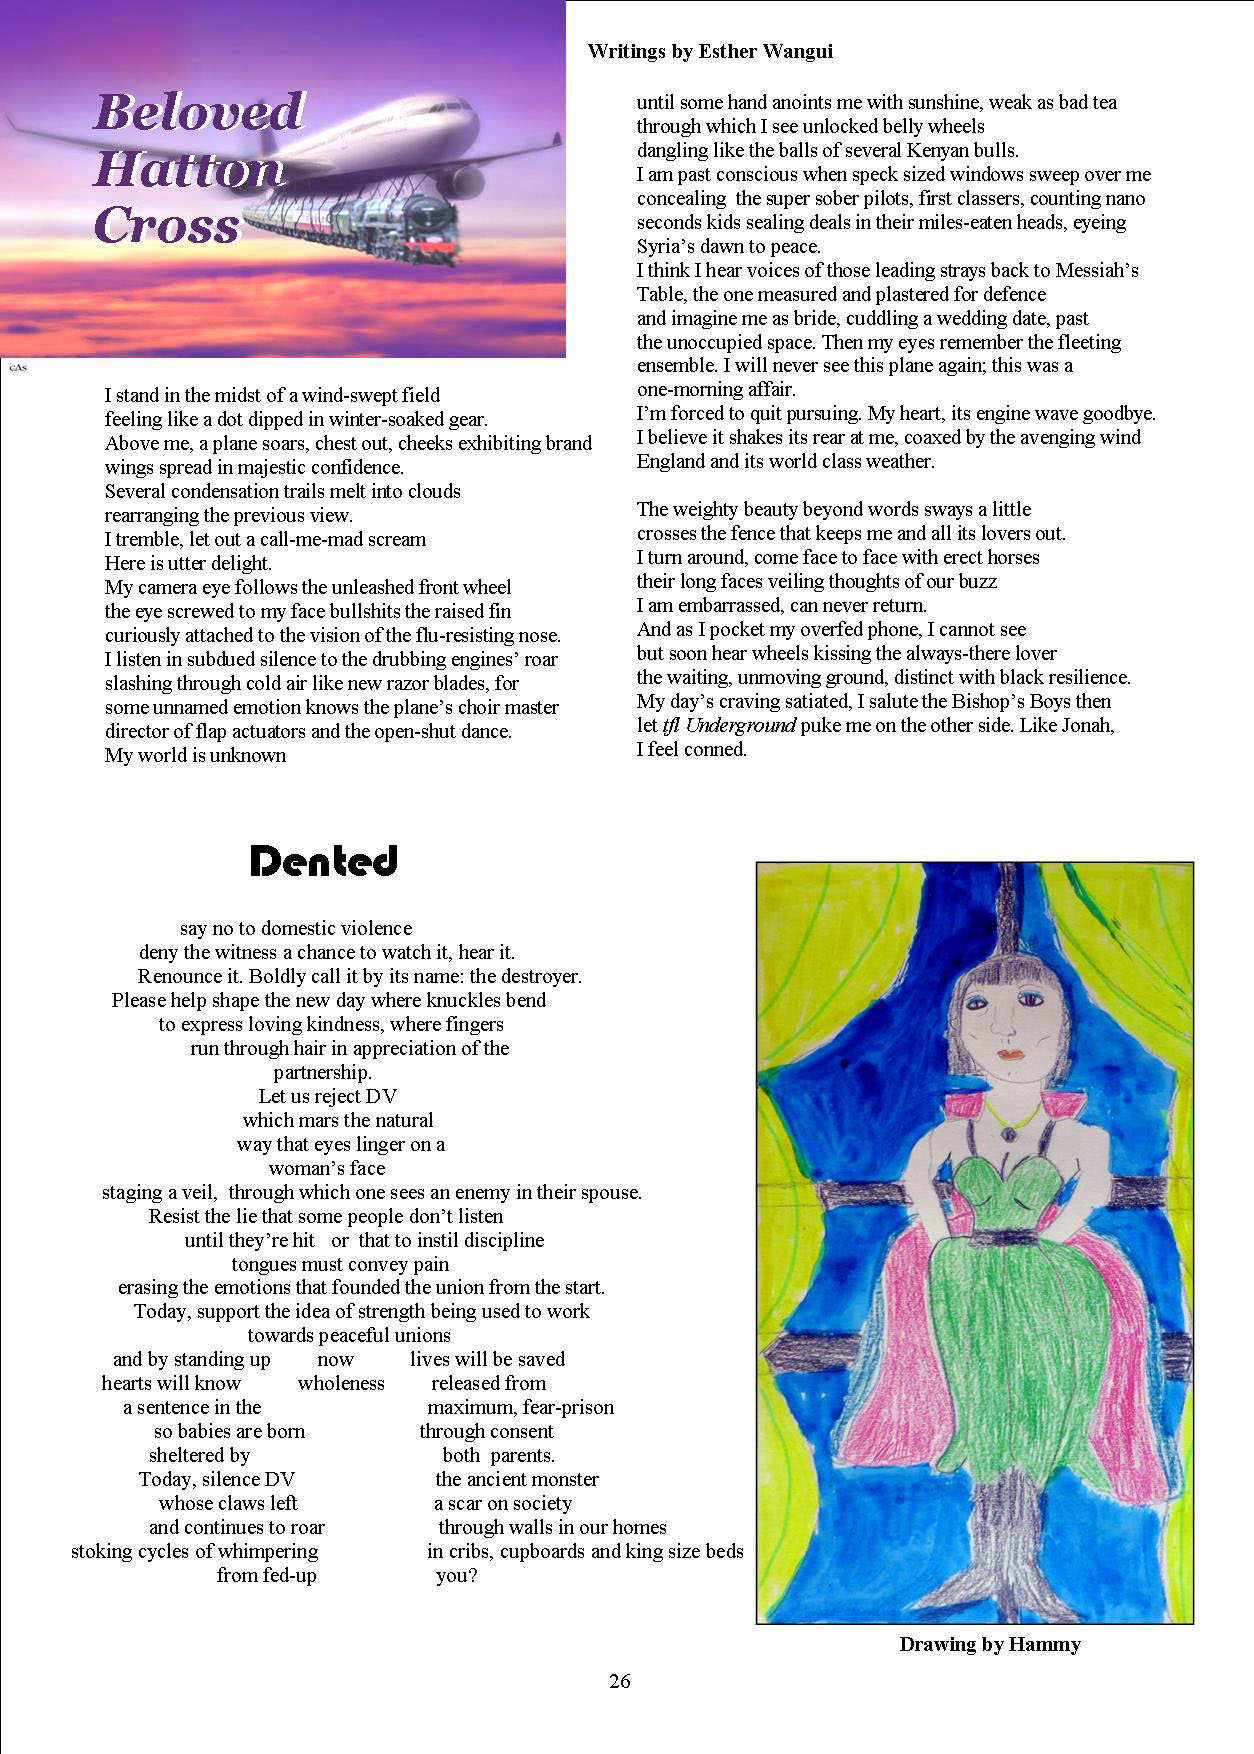 Beloved
Hatton
Cross
cAs
Writings by Esther Wangui
I stand in the midst of a wind-swept field
feeling like a dot dipped in winter-soaked gear.
Above me, a plane soars, chest out, cheeks exhibiting brand
wings spread in majestic confidence.
Several condensation trails melt into clouds
rearranging the previous view.
I tremble, let out a call-me-mad scream
Here is utter delight.
My camera eye follows the unleashed front wheel
the eye screwed to my face bullshits the raised fin
curiously attached to the vision of the flu-resisting nose.
I listen in subdued silence to the drubbing engines’ roar
slashing through cold air like new razor blades, for
some unnamed emotion knows the plane’s choir master
director of flap actuators and the open-shut dance.
My world is unknown
until some hand anoints me with sunshine, weak as bad tea
through which I see unlocked belly wheels
dangling like the balls of several Kenyan bulls.
I am past conscious when speck sized windows sweep over me
concealing  the super sober pilots, first classers, counting nano
seconds kids sealing deals in their miles-eaten heads, eyeing
Syria’s dawn to peace.
I think I hear voices of those leading strays back to Messiah’s
Table, the one measured and plastered for defence
and imagine me as bride, cuddling a wedding date, past
the unoccupied space. Then my eyes remember the fleeting
ensemble. I will never see this plane again; this was a
one-morning affair.
I’m forced to quit pursuing. My heart, its engine wave goodbye.
I believe it shakes its rear at me, coaxed by the avenging wind
England and its world class weather.
The weighty beauty beyond words sways a little
crosses the fence that keeps me and all its lovers out.
I turn around, come face to face with erect horses
their long faces veiling thoughts of our buzz
I am embarrassed, can never return.
And as I pocket my overfed phone, I cannot see
but soon hear wheels kissing the always-there lover
the waiting, unmoving ground, distinct with black resilience.
My day’s craving satiated, I salute the Bishop’s Boys then
let tfl Underground puke me on the other side. Like Jonah,
I feel conned.
Dented
say no to domestic violence
deny the witness a chance to watch it, hear it.
Renounce it. Boldly call it by its name: the destroyer.
Please help shape the new day where knuckles bend
to express loving kindness, where fingers
run through hair in appreciation of the
partnership.
Let us reject DV
which mars the natural
way that eyes linger on a
woman’s face
staging a veil,  through which one sees an enemy in their spouse.
Resist the lie that some people don’t listen
until they’re hit   or  that to instil discipline
tongues must convey pain
erasing the emotions that founded the union from the start.
Today, support the idea of strength being used to work
towards peaceful unions
and by standing up now lives will be saved
hearts will know wholeness released from
a sentence in the maximum, fear-prison
so babies are born through consent
sheltered by both  parents.
Today, silence DV the ancient monster
whose claws left a scar on society
and continues to roar through walls in our homes
stoking cycles of whimpering in cribs, cupboards and king size beds
from fed-up you?
Drawing by Hammy
26